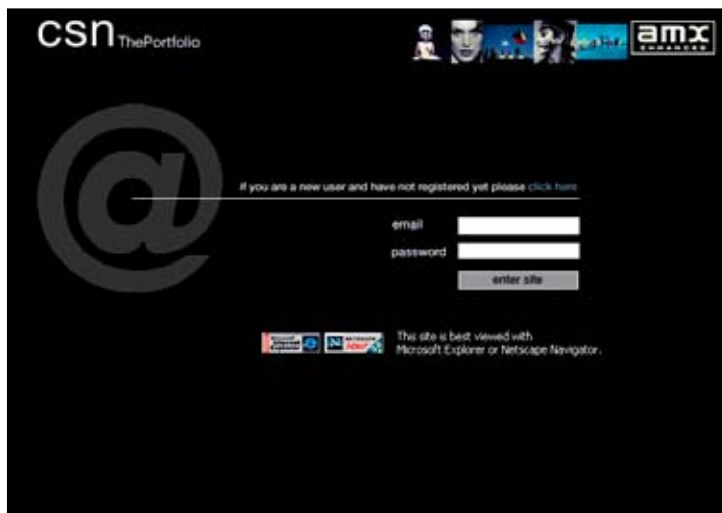 csn ThePortfolio
amx
ENHANCED
@
if you are a new user and have not registered yet please click here
email
password
enter site
This site is best viewed with
Microsoft Explorer or Netscape Navigator.